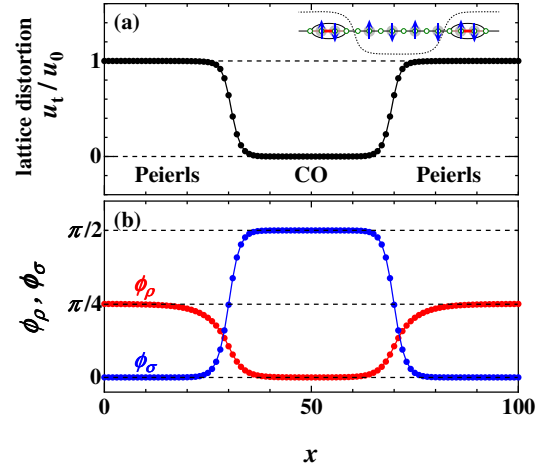 (a)
lattice distortion
u_t / u_0
1
0
Peierls CO Peierls
(b)
ϕ_ρ , ϕ_σ
π/2
π/4
0
ϕ_ρ
ϕ_σ
0 50 100
x